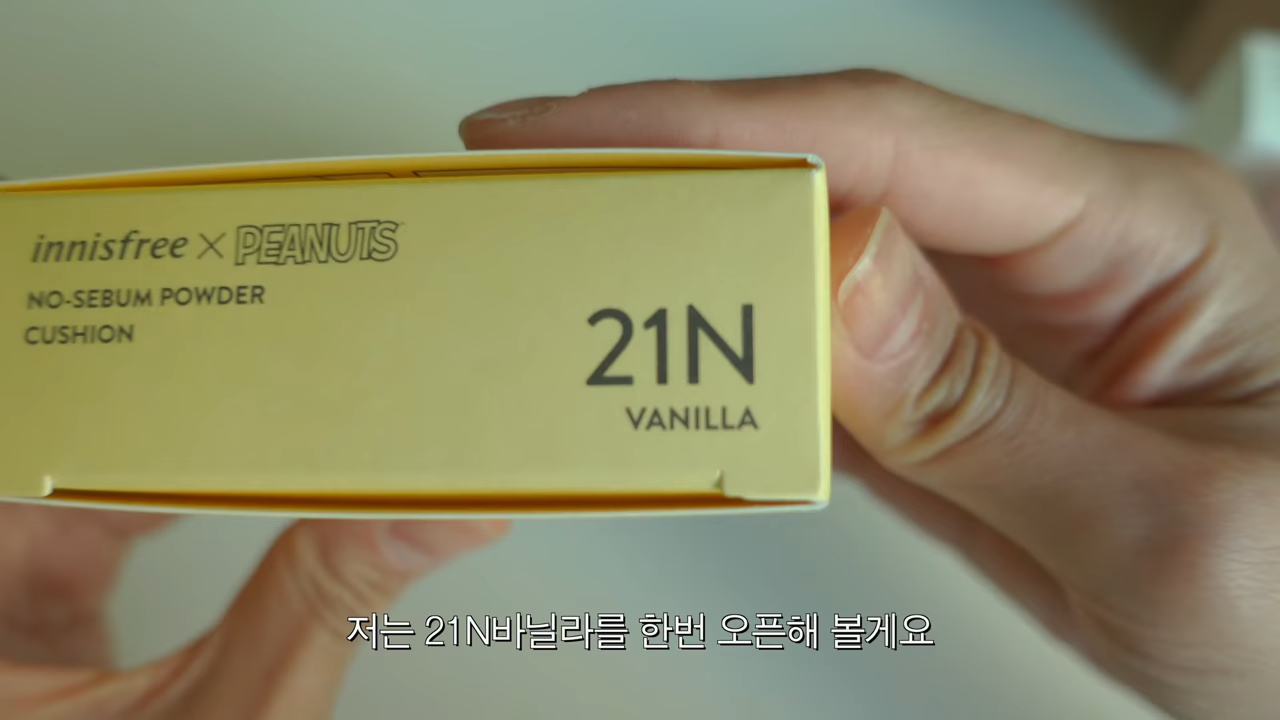 innisfree × PEANUTS
NO-SEBUM POWDER
CUSHION
21N
VANILLA
저는 21N바닐라를 한번 오픈해 볼게요